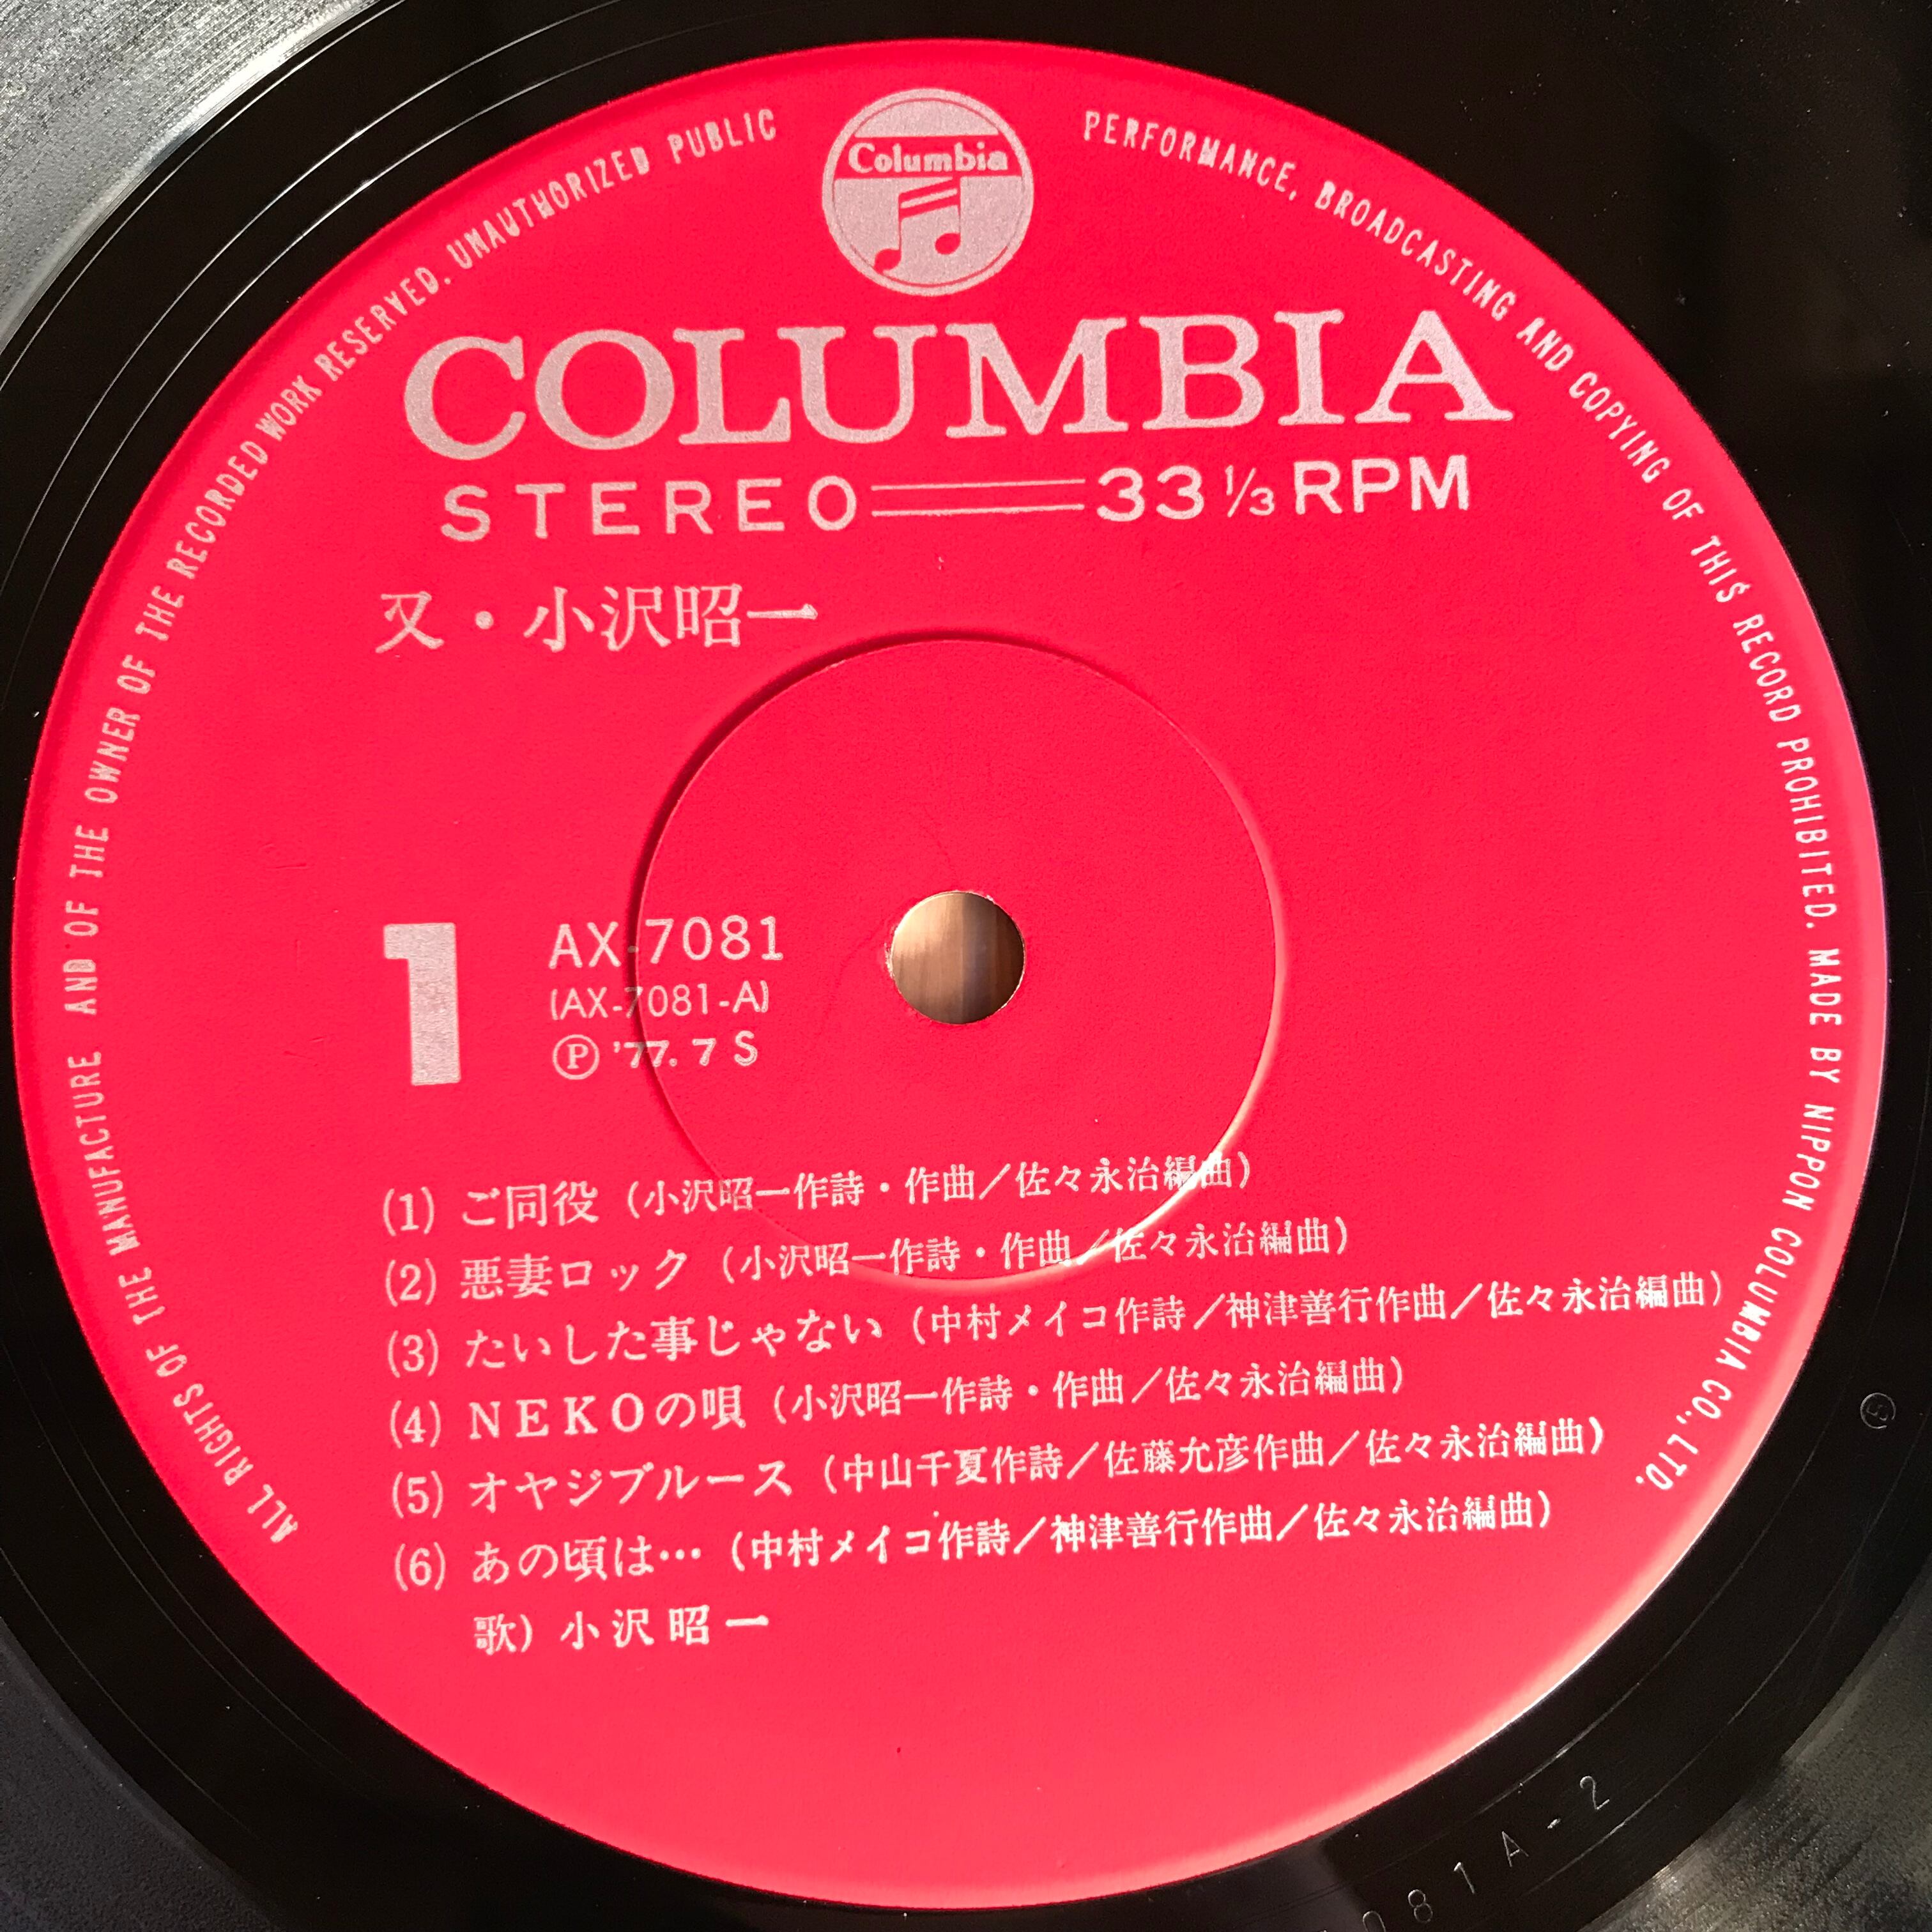 ALL RIGHTS OF THE MANUFACTURE AND OF THE OWNER OF THE RECORDED WORK RESERVED. UNAUTHORIZED PUBLIC PERFORMANCE, BROADCASTING AND COPYING OF THIS RECORD PROHIBITED. MADE BY NIPPON COLUMBIA CO., LTD.
Columbia
COLUMBIA
STEREO 33 1/3 RPM
又・小沢昭一
1
AX-7081
(AX-7081-A)
Ⓟ '77. 7 S
(1) ご同役 (小沢昭一作詩・作曲／佐々永治編曲)
(2) 悪妻ロック (小沢昭一作詩・作曲／佐々永治編曲)
(3) たいした事じゃない (中村メイコ作詩／神津善行作曲／佐々永治編曲)
(4) NEKOの唄 (小沢昭一作詩・作曲／佐々永治編曲)
(5) オヤジブルース (中山千夏作詩／佐藤允彦作曲／佐々永治編曲)
(6) あの頃は… (中村メイコ作詩／神津善行作曲／佐々永治編曲)
歌) 小沢昭一
081A-2